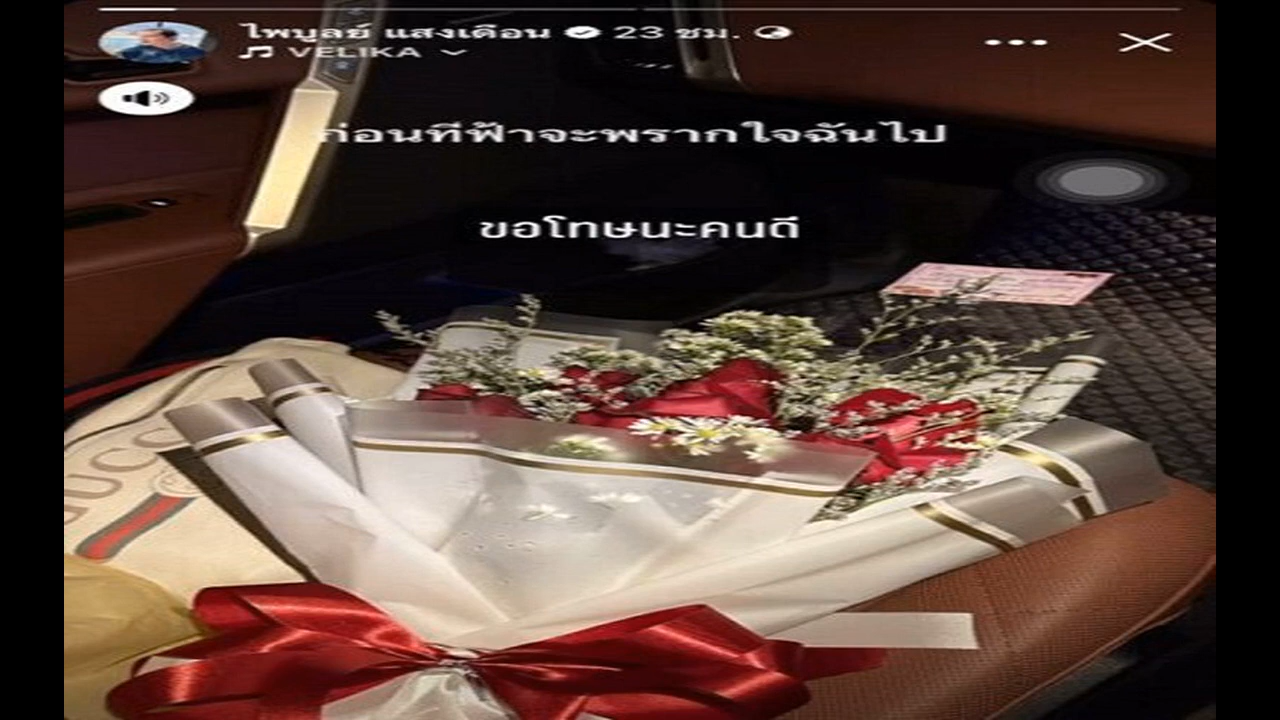 ไพบูลย์ แสงเดือน 23 ชม.
VELIKA
ก่อนที่ฟ้าจะพรากใจฉันไป
ขอโทษนะคนดี
GUCCI